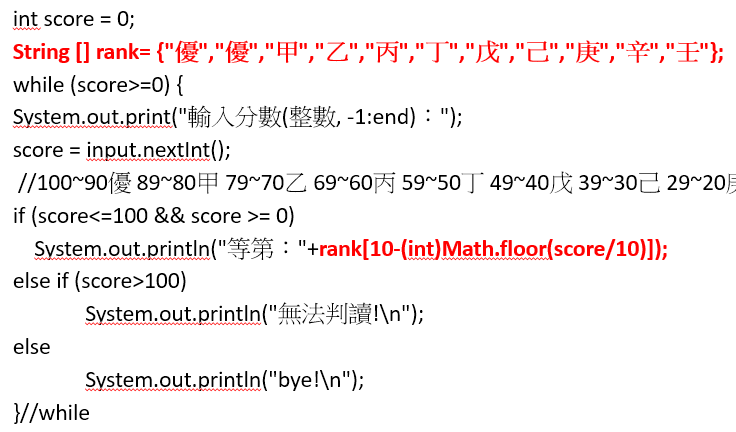 int score = 0;
String [] rank= {"優","優","甲","乙","丙","丁","戊","己","庚","辛","壬"};
while (score>=0) {
System.out.print("輸入分數(整數, -1:end)：");
score = input.nextInt();
//100~90優 89~80甲 79~70乙 69~60丙 59~50丁 49~40戊 39~30己 29~20
if (score<=100 && score >= 0)
System.out.println("等第："+rank[10-(int)Math.floor(score/10)]);
else if (score>100)
System.out.println("無法判讀!\n");
else
System.out.println("bye!\n");
}//while